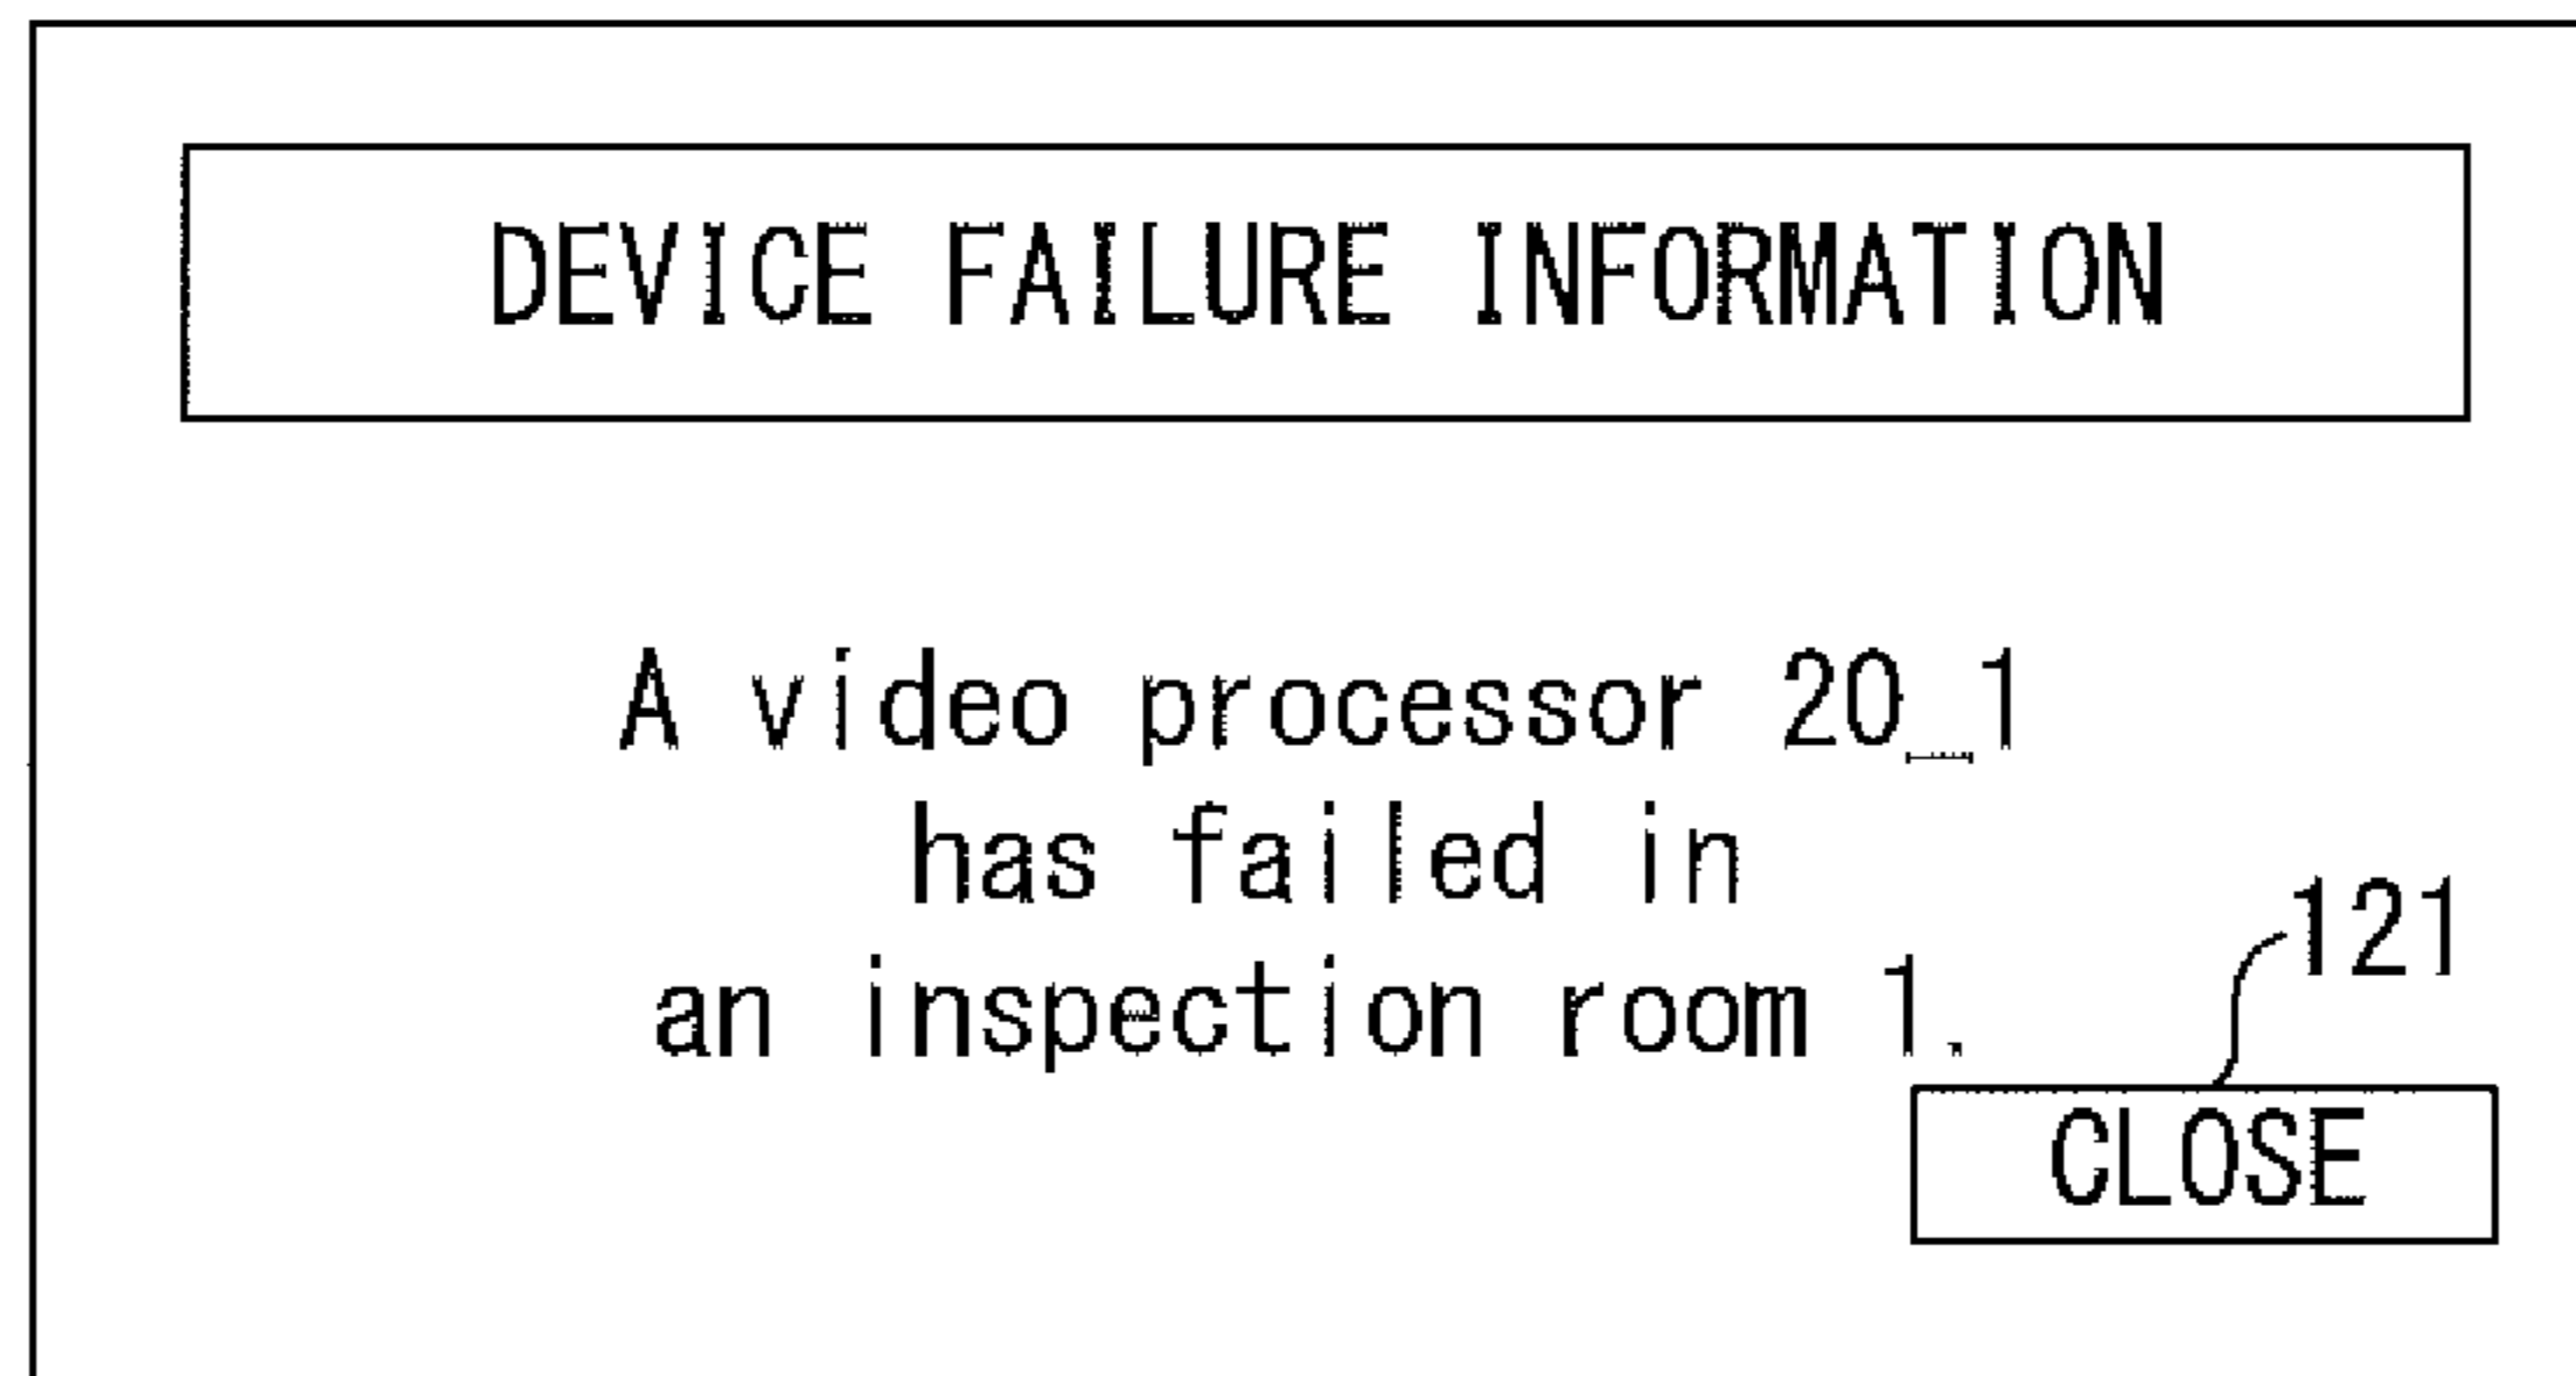 DEVICE FAILURE INFORMATION
A video processor 20_1
has failed in
an inspection room 1.
121
CLOSE